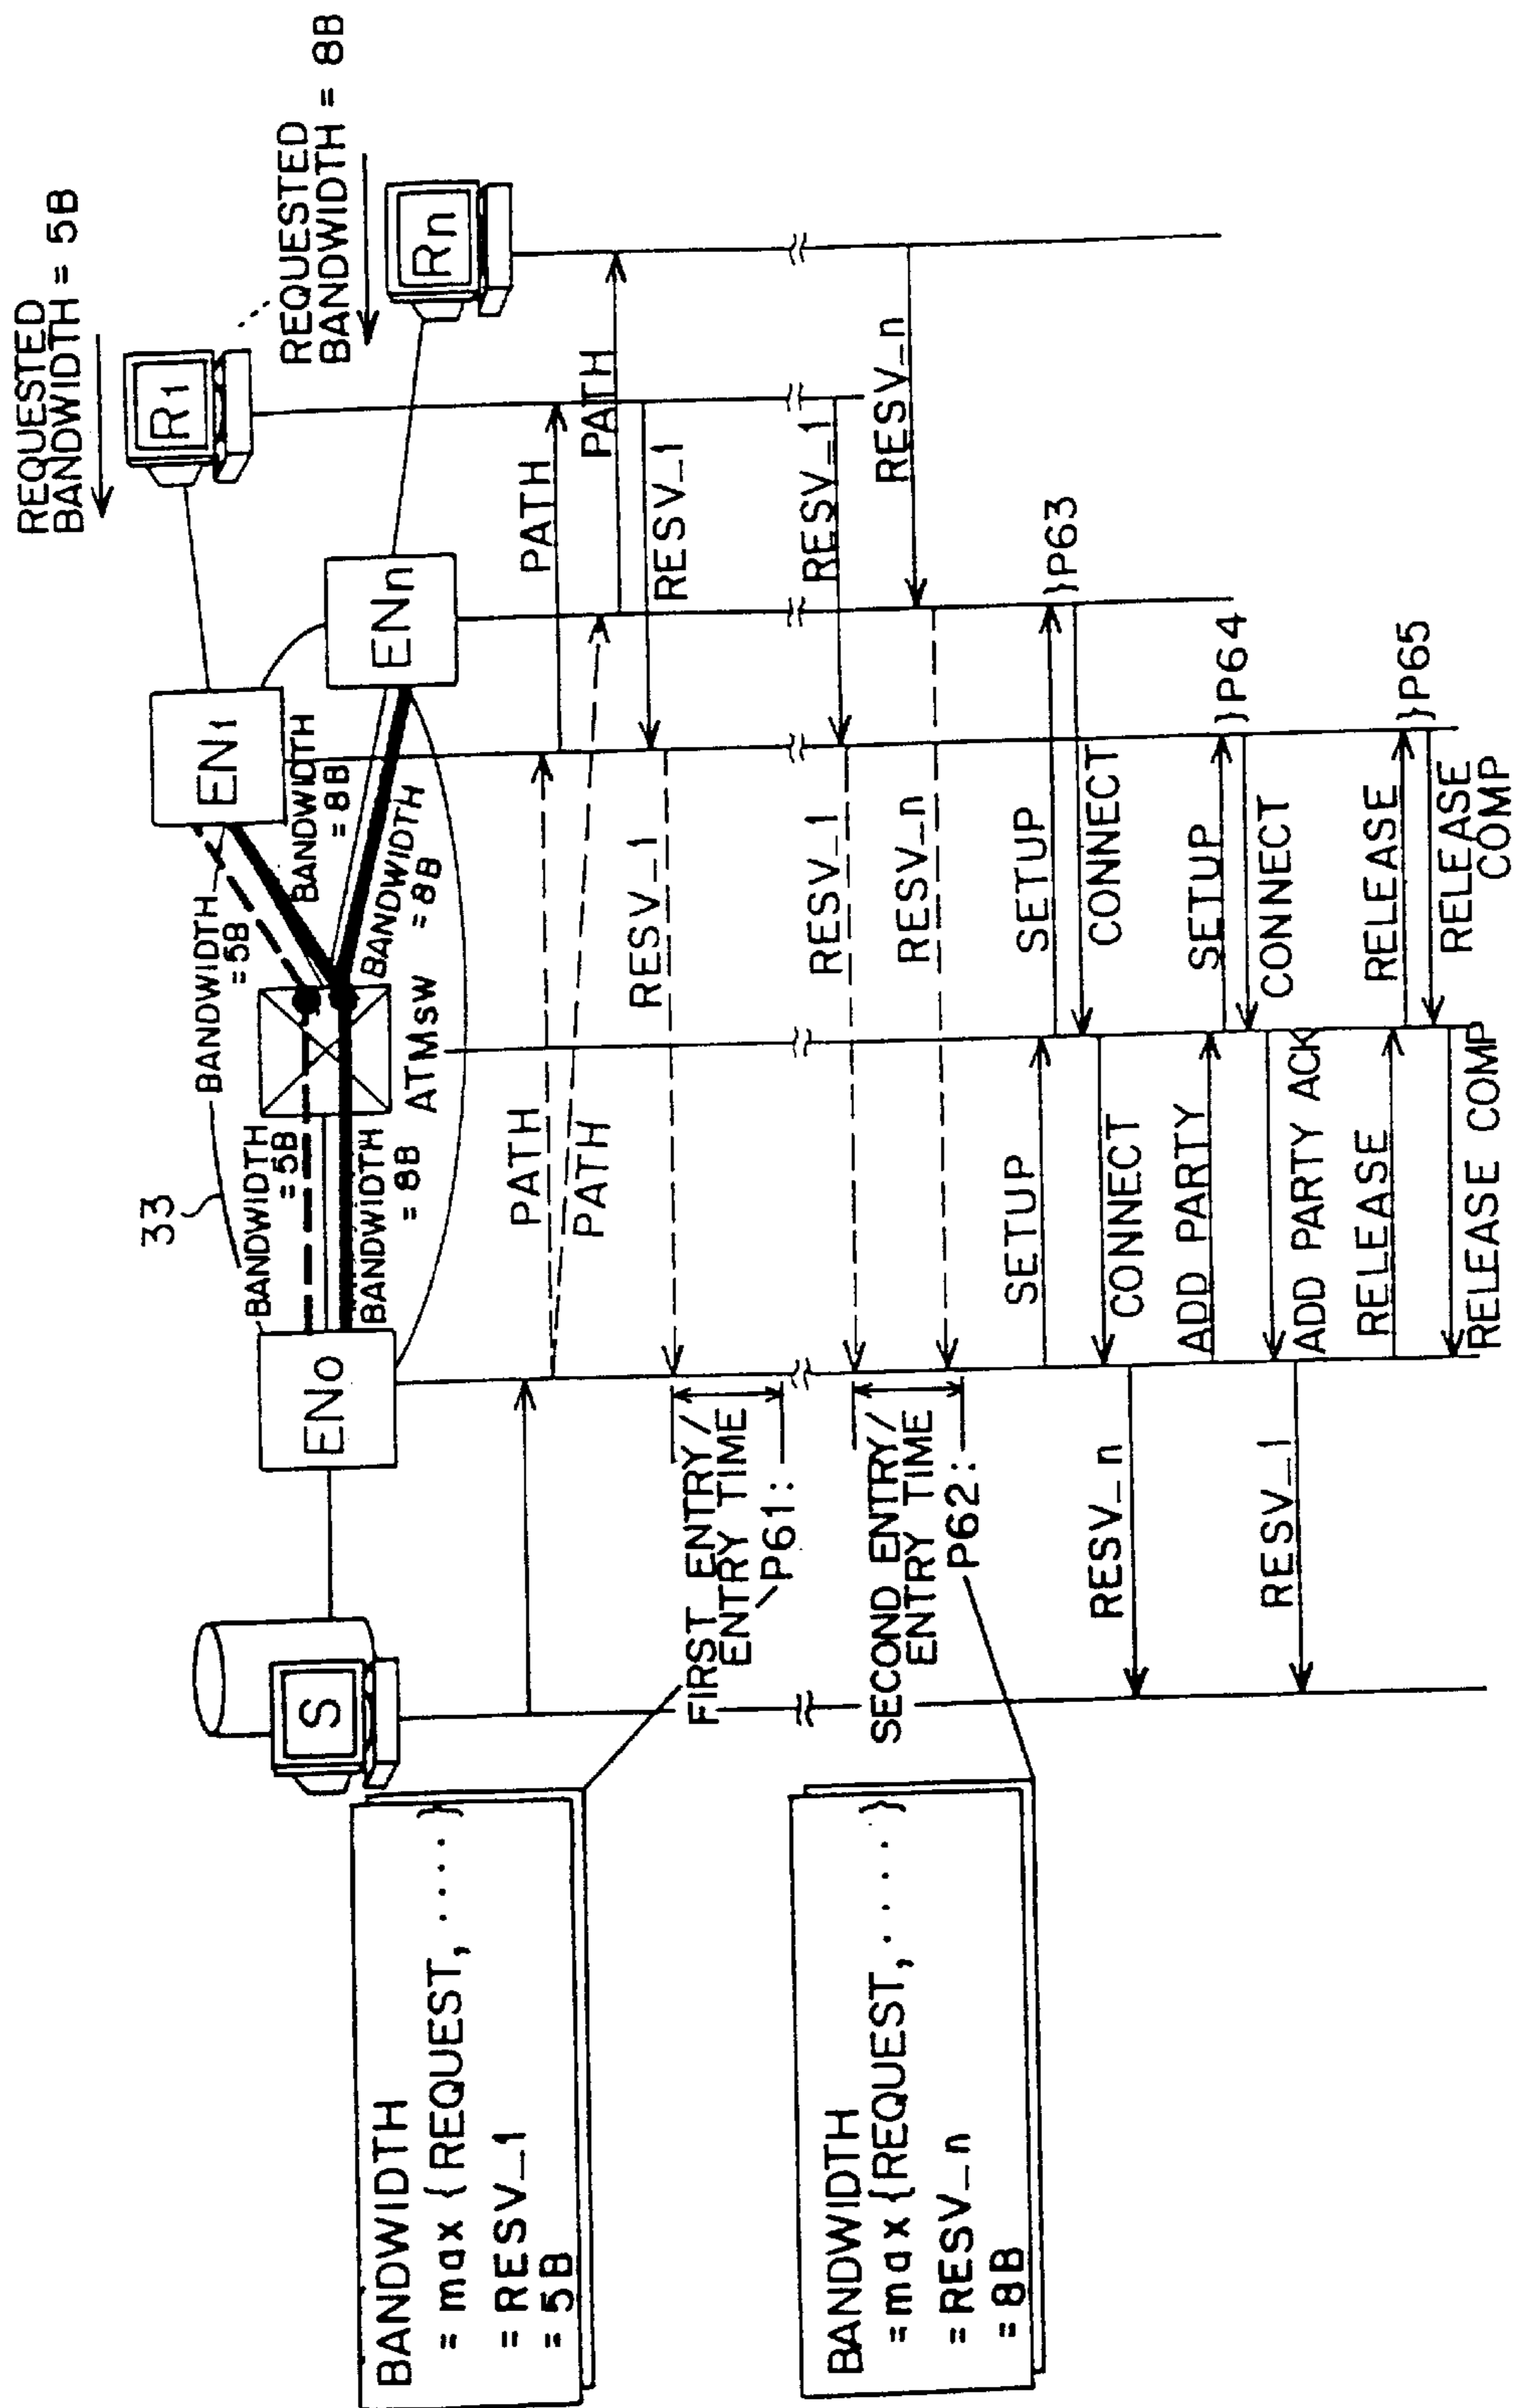 REQUESTED
BANDWIDTH = 5B
REQUESTED
BANDWIDTH = 8B
R1
Rn
EN1
ENn
33
BANDWIDTH
=5B
BANDWIDTH
=8B
BANDWIDTH
=8B
BANDWIDTH
=5B
BANDWIDTH
=8B
ATMSW
ENo
S
PATH
PATH
PATH
PATH
RESV_1
RESV_1
RESV_1
RESV_1
RESV_n
RESV_n
FIRST ENTRY/
ENTRY TIME
P61:
SECOND ENTRY/
ENTRY TIME
P62:
SETUP
SETUP
}P63
CONNECT
CONNECT
RESV_n
ADD PARTY
SETUP
}P64
CONNECT
ADD PARTY ACK
RESV_1
RELEASE
RELEASE
}P65
RELEASE
COMP
RELEASE COMP
BANDWIDTH
= max {REQUEST, ····}
= RESV_1
= 5B
BANDWIDTH
= max {REQUEST, ····}
= RESV_n
= 8B